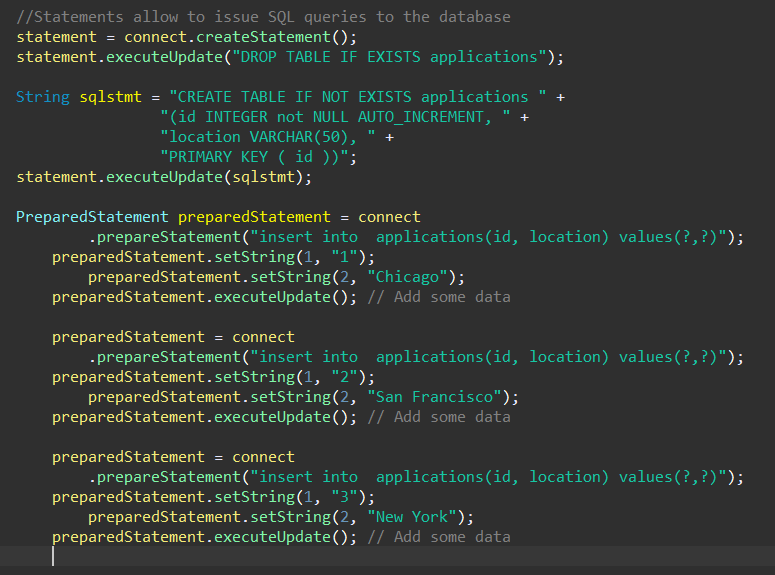 //Statements allow to issue SQL queries to the database
statement = connect.createStatement();
statement.executeUpdate("DROP TABLE IF EXISTS applications");
String sqlstmt = "CREATE TABLE IF NOT EXISTS applications " +
"(id INTEGER not NULL AUTO_INCREMENT, " +
"location VARCHAR(50), " +
"PRIMARY KEY ( id ))";
statement.executeUpdate(sqlstmt);
PreparedStatement preparedStatement = connect
.prepareStatement("insert into  applications(id, location) values(?,?)");
preparedStatement.setString(1, "1");
preparedStatement.setString(2, "Chicago");
preparedStatement.executeUpdate(); // Add some data
preparedStatement = connect
.prepareStatement("insert into  applications(id, location) values(?,?)");
preparedStatement.setString(1, "2");
preparedStatement.setString(2, "San Francisco");
preparedStatement.executeUpdate(); // Add some data
preparedStatement = connect
.prepareStatement("insert into  applications(id, location) values(?,?)");
preparedStatement.setString(1, "3");
preparedStatement.setString(2, "New York");
preparedStatement.executeUpdate(); // Add some data